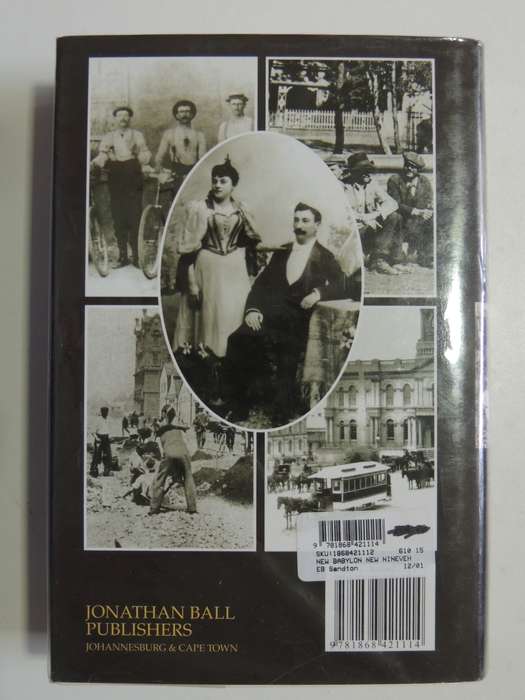 9 781868 421114
SKU:1868421112 G10 15
NEW BABYLON NEW NINEVEH
EB Sandton 12/01
JONATHAN BALL
PUBLISHERS
JOHANNESBURG & CAPE TOWN
9 781868 421114